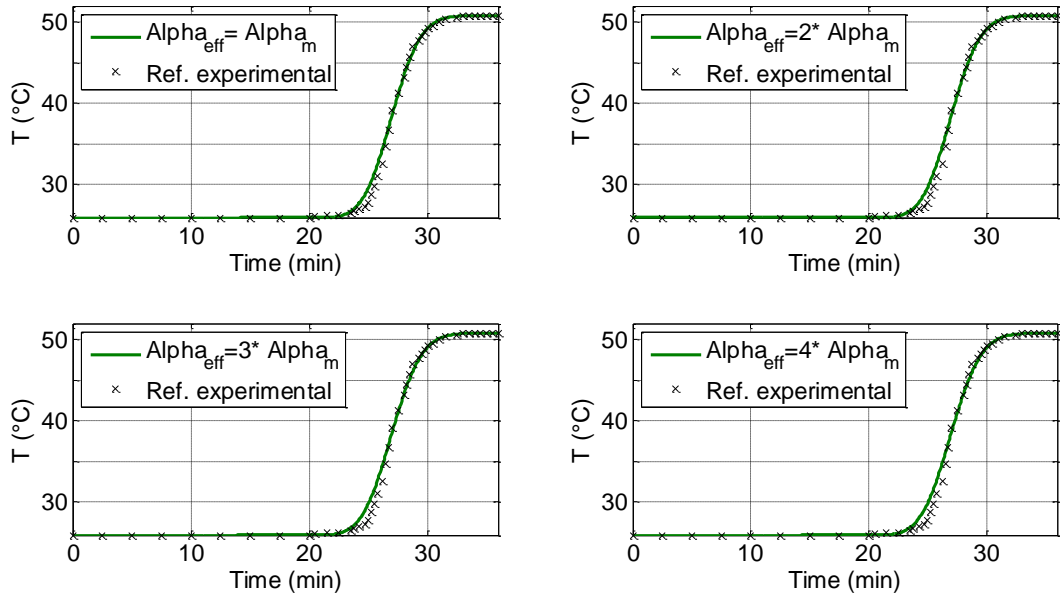 T (°C)
50
40
30
Alpha_eff= Alpha_m
Ref. experimental
0 10 20 30
Time (min)
T (°C)
50
40
30
Alpha_eff=2* Alpha_m
Ref. experimental
0 10 20 30
Time (min)
T (°C)
50
40
30
Alpha_eff=3* Alpha_m
Ref. experimental
0 10 20 30
Time (min)
T (°C)
50
40
30
Alpha_eff=4* Alpha_m
Ref. experimental
0 10 20 30
Time (min)